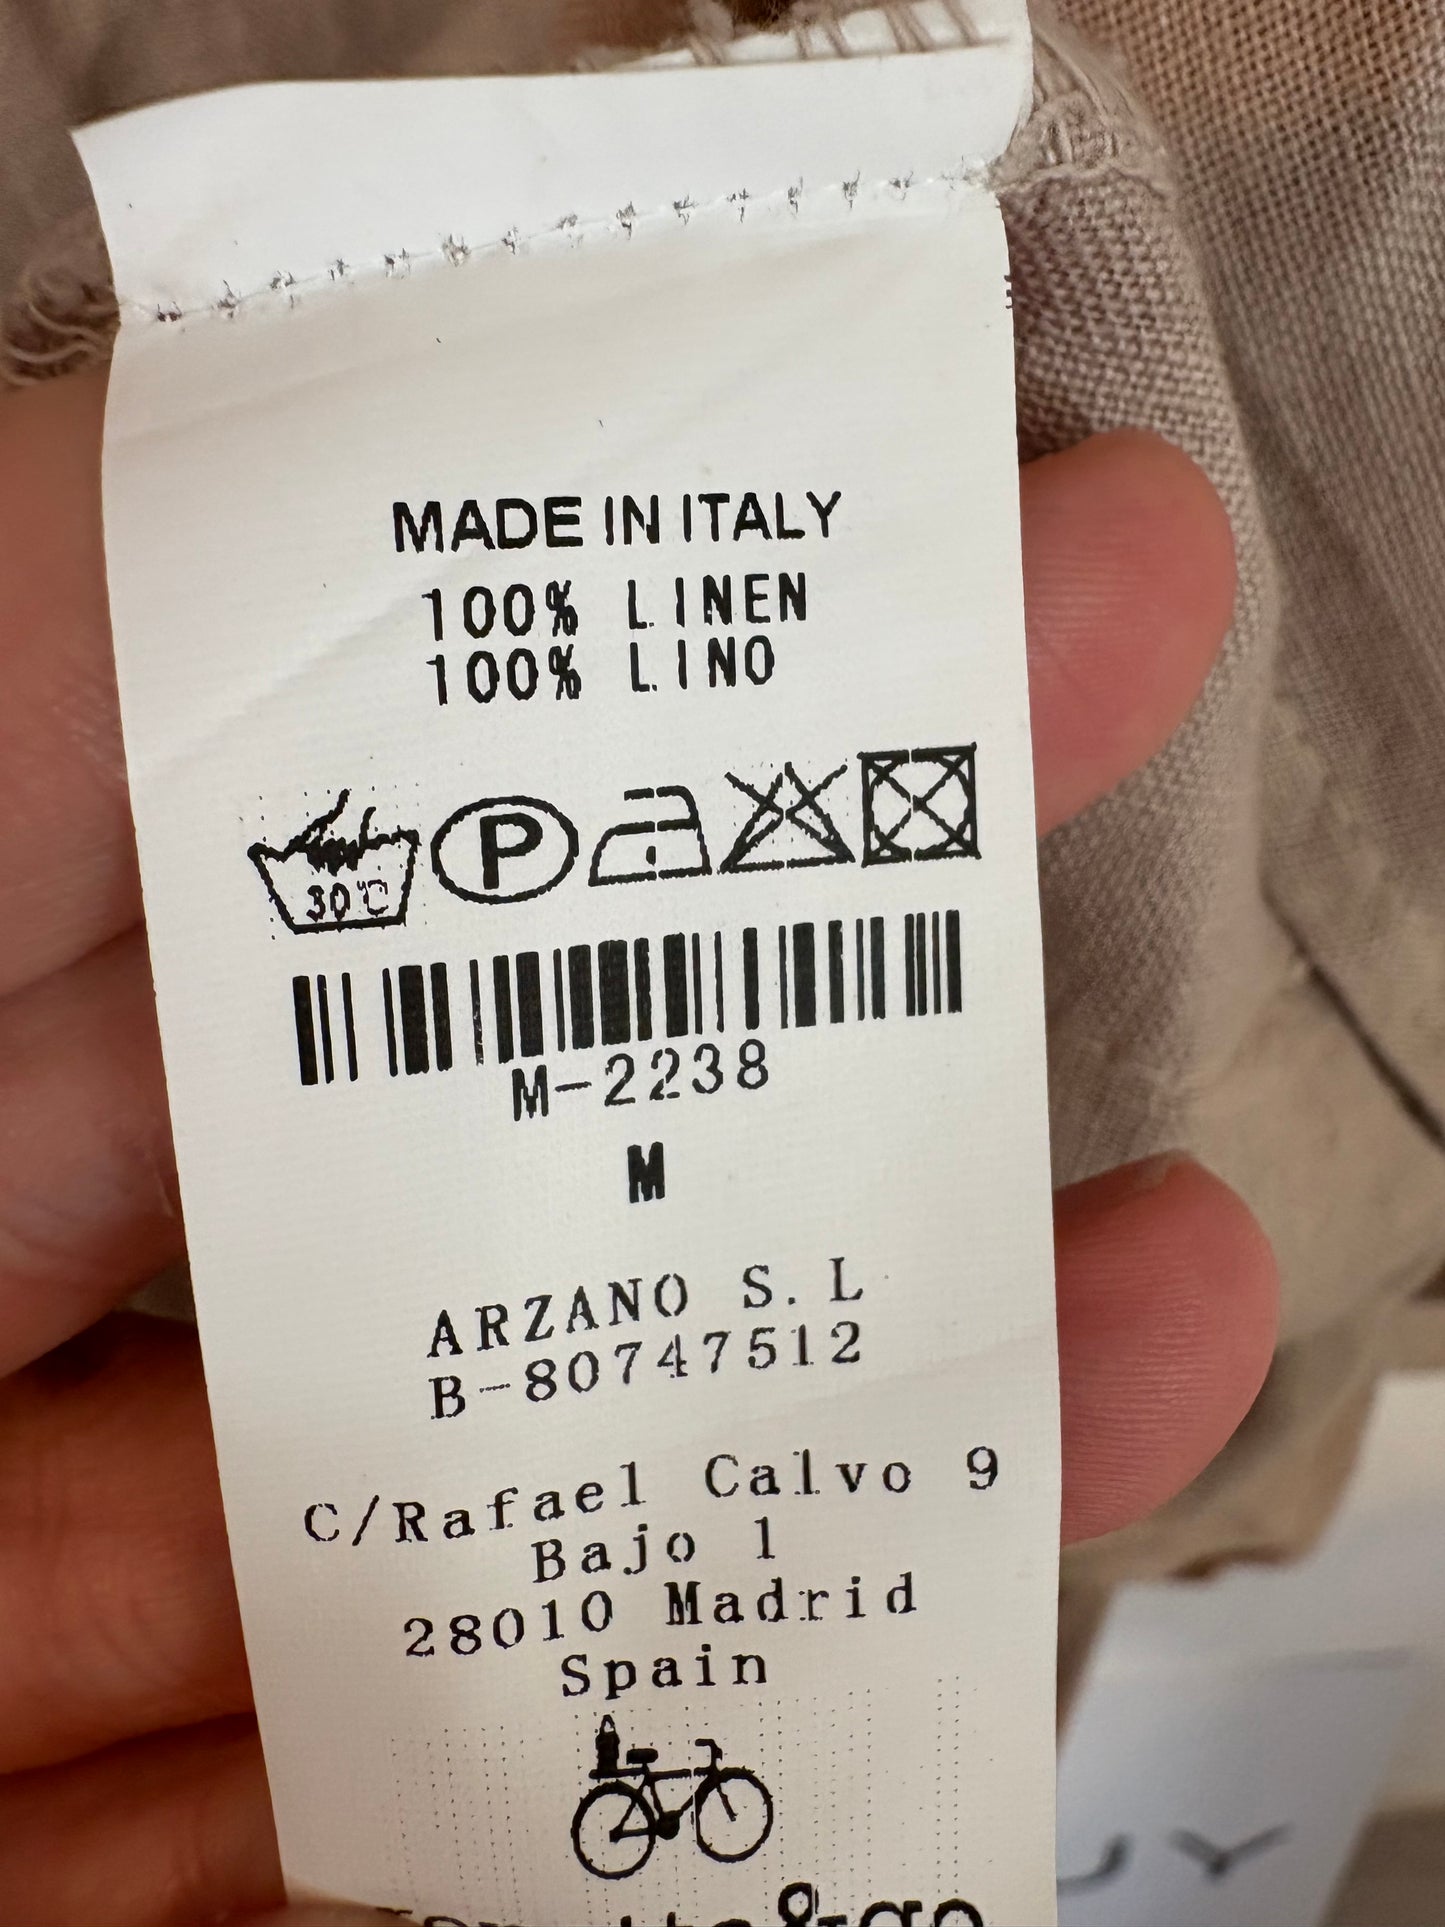 MADE IN ITALY
100% LINEN
100% LINO
30°C P
M-2238
M
ARZANO S.L
B-80747512
C/Rafael Calvo 9
Bajo 1
28010 Madrid
Spain